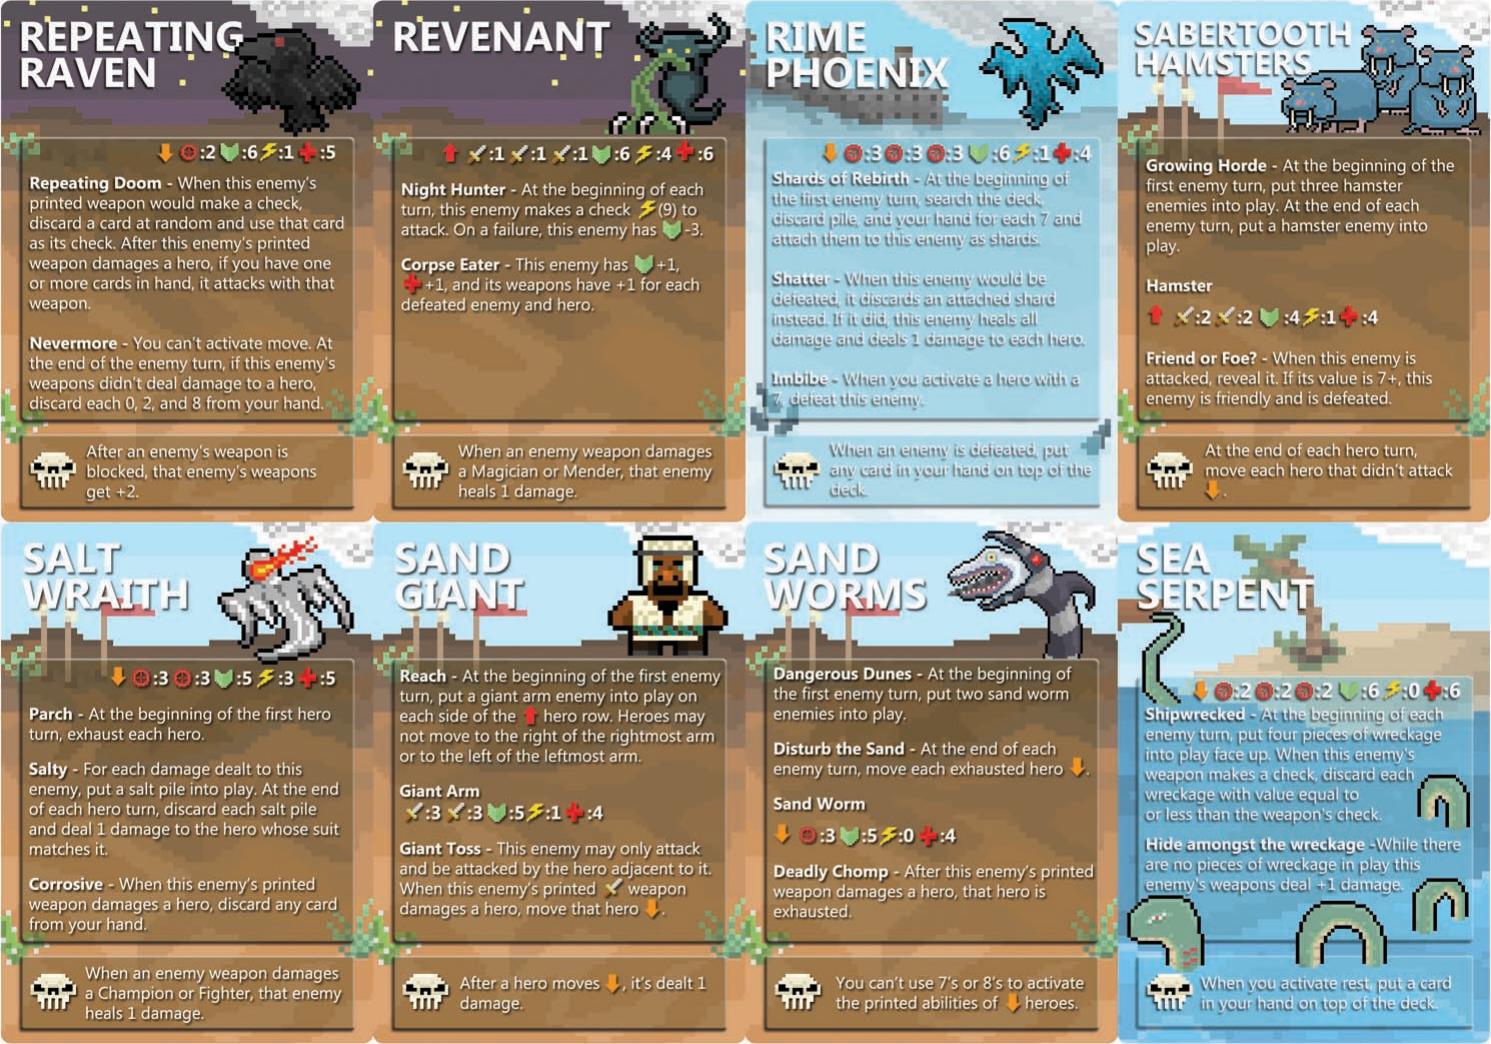 REPEATING
RAVEN
:2 :6 :1 :5
Repeating Doom - When this enemy's
printed weapon would make a check,
discard a card at random and use that card
as its check. After this enemy's printed
weapon damages a hero, if you have one
or more cards in hand, it attacks with that
weapon.
Nevermore - You can't activate move. At
the end of the enemy turn, if this enemy's
weapons didn't deal damage to a hero,
discard each 0, 2, and 8 from your hand.
After an enemy's weapon is
blocked, that enemy's weapons
get +2.
REVENANT
:1 :1 :1 :6 :4 :6
Night Hunter - At the beginning of each
turn, this enemy makes a check (9) to
attack. On a failure, this enemy has -3.
Corpse Eater - This enemy has +1,
+1, and its weapons have +1 for each
defeated enemy and hero.
When an enemy weapon damages
a Magician or Mender, that enemy
heals 1 damage.
RIME
PHOENIX
:3 :3 :3 :6 :1 :4
Shards of Rebirth - At the beginning of
the first enemy turn, search the deck,
discard pile, and your hand for each 7 and
attach them to this enemy as shards.
Shatter - When this enemy would be
defeated, it discards an attached shard
instead. If it did, this enemy heals all
damage and deals 1 damage to each hero.
Imbibe - When you activate a hero with a
7, defeat this enemy.
When an enemy is defeated, put
any card in your hand on top of the
deck.
SABERTOOTH
HAMSTERS
Growing Horde - At the beginning of the
first enemy turn, put three hamster
enemies into play. At the end of each
enemy turn, put a hamster enemy into
play.
Hamster
:2 :2 :4 :1 :4
Friend or Foe? - When this enemy is
attacked, reveal it. If its value is 7+, this
enemy is friendly and is defeated.
At the end of each hero turn,
move each hero that didn't attack
.
SALT
WRAITH
:3 :3 :5 :3 :5
Parch - At the beginning of the first hero
turn, exhaust each hero.
Salty - For each damage dealt to this
enemy, put a salt pile into play. At the end
of each hero turn, discard each salt pile
and deal 1 damage to the hero whose suit
matches it.
Corrosive - When this enemy's printed
weapon damages a hero, discard any card
from your hand.
When an enemy weapon damages
a Champion or Fighter, that enemy
heals 1 damage.
SAND
GIANT
Reach - At the beginning of the first enemy
turn, put a giant arm enemy into play on
each side of the hero row. Heroes may
not move to the right of the rightmost arm
or to the left of the leftmost arm.
Giant Arm
:3 :3 :5 :1 :4
Giant Toss - This enemy may only attack
and be attacked by the hero adjacent to it.
When this enemy's printed weapon
damages a hero, move that hero .
After a hero moves , it's dealt 1
damage.
SAND
WORMS
Dangerous Dunes - At the beginning of
the first enemy turn, put two sand worm
enemies into play.
Disturb the Sand - At the end of each
enemy turn, move each exhausted hero .
Sand Worm
:3 :5 :0 :4
Deadly Chomp - After this enemy's printed
weapon damages a hero, that hero is
exhausted.
You can't use 7's or 8's to activate
the printed abilities of heroes.
SEA
SERPENT
:2 :2 :2 :6 :0 :6
Shipwrecked - At the beginning of each
enemy turn, put four pieces of wreckage
into play face up. When this enemy's
weapon makes a check, discard each
wreckage with value equal to
or less than the weapon's check.
Hide amongst the wreckage -While there
are no pieces of wreckage in play this
enemy's weapons deal +1 damage.
When you activate rest, put a card
in your hand on top of the deck.